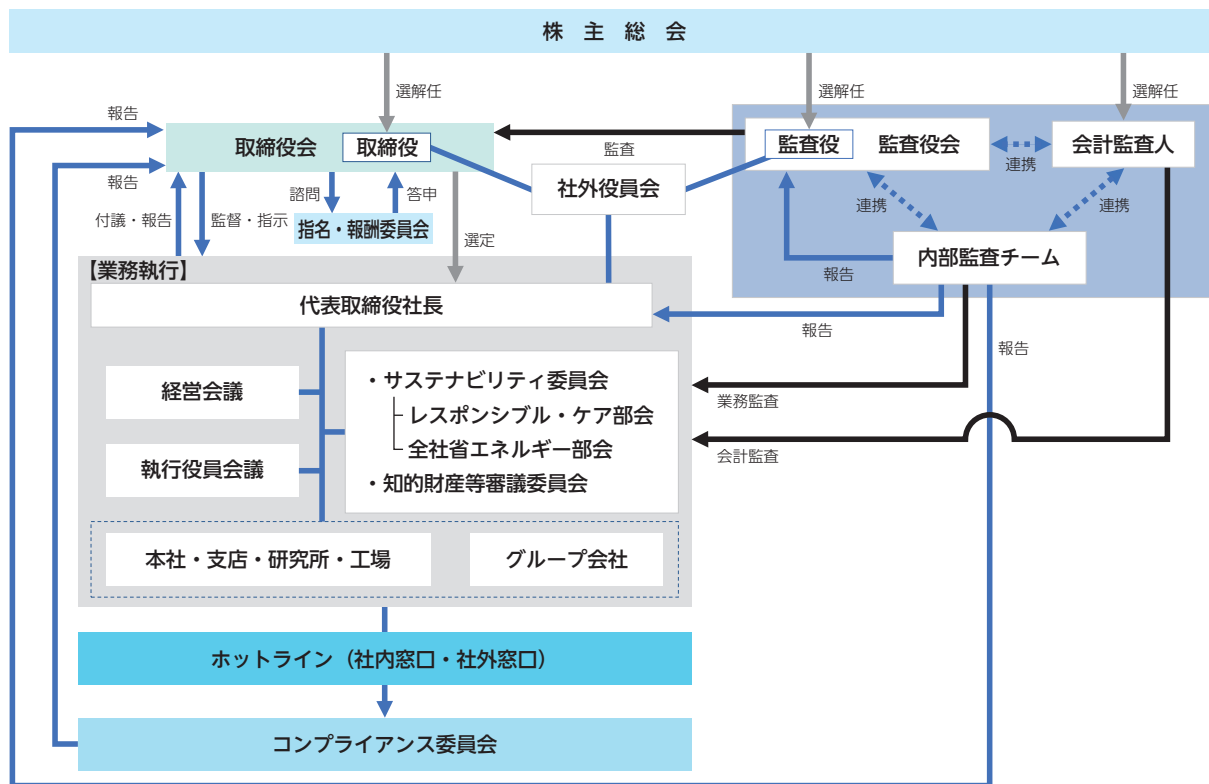 株 主 総 会
選解任
選解任
選解任
報告
取締役会
取締役
監査
監査役
監査役会
連携
会計監査人
報告
社外役員会
付議・報告
監督・指示
諮問
答申
指名・報酬委員会
選定
連携
連携
内部監査チーム
報告
【業務執行】
代表取締役社長
報告
報告
経営会議
・サステナビリティ委員会
レスポンシブル・ケア部会
全社省エネルギー部会
・知的財産等審議委員会
業務監査
執行役員会議
会計監査
本社・支店・研究所・工場
グループ会社
ホットライン（社内窓口・社外窓口）
コンプライアンス委員会